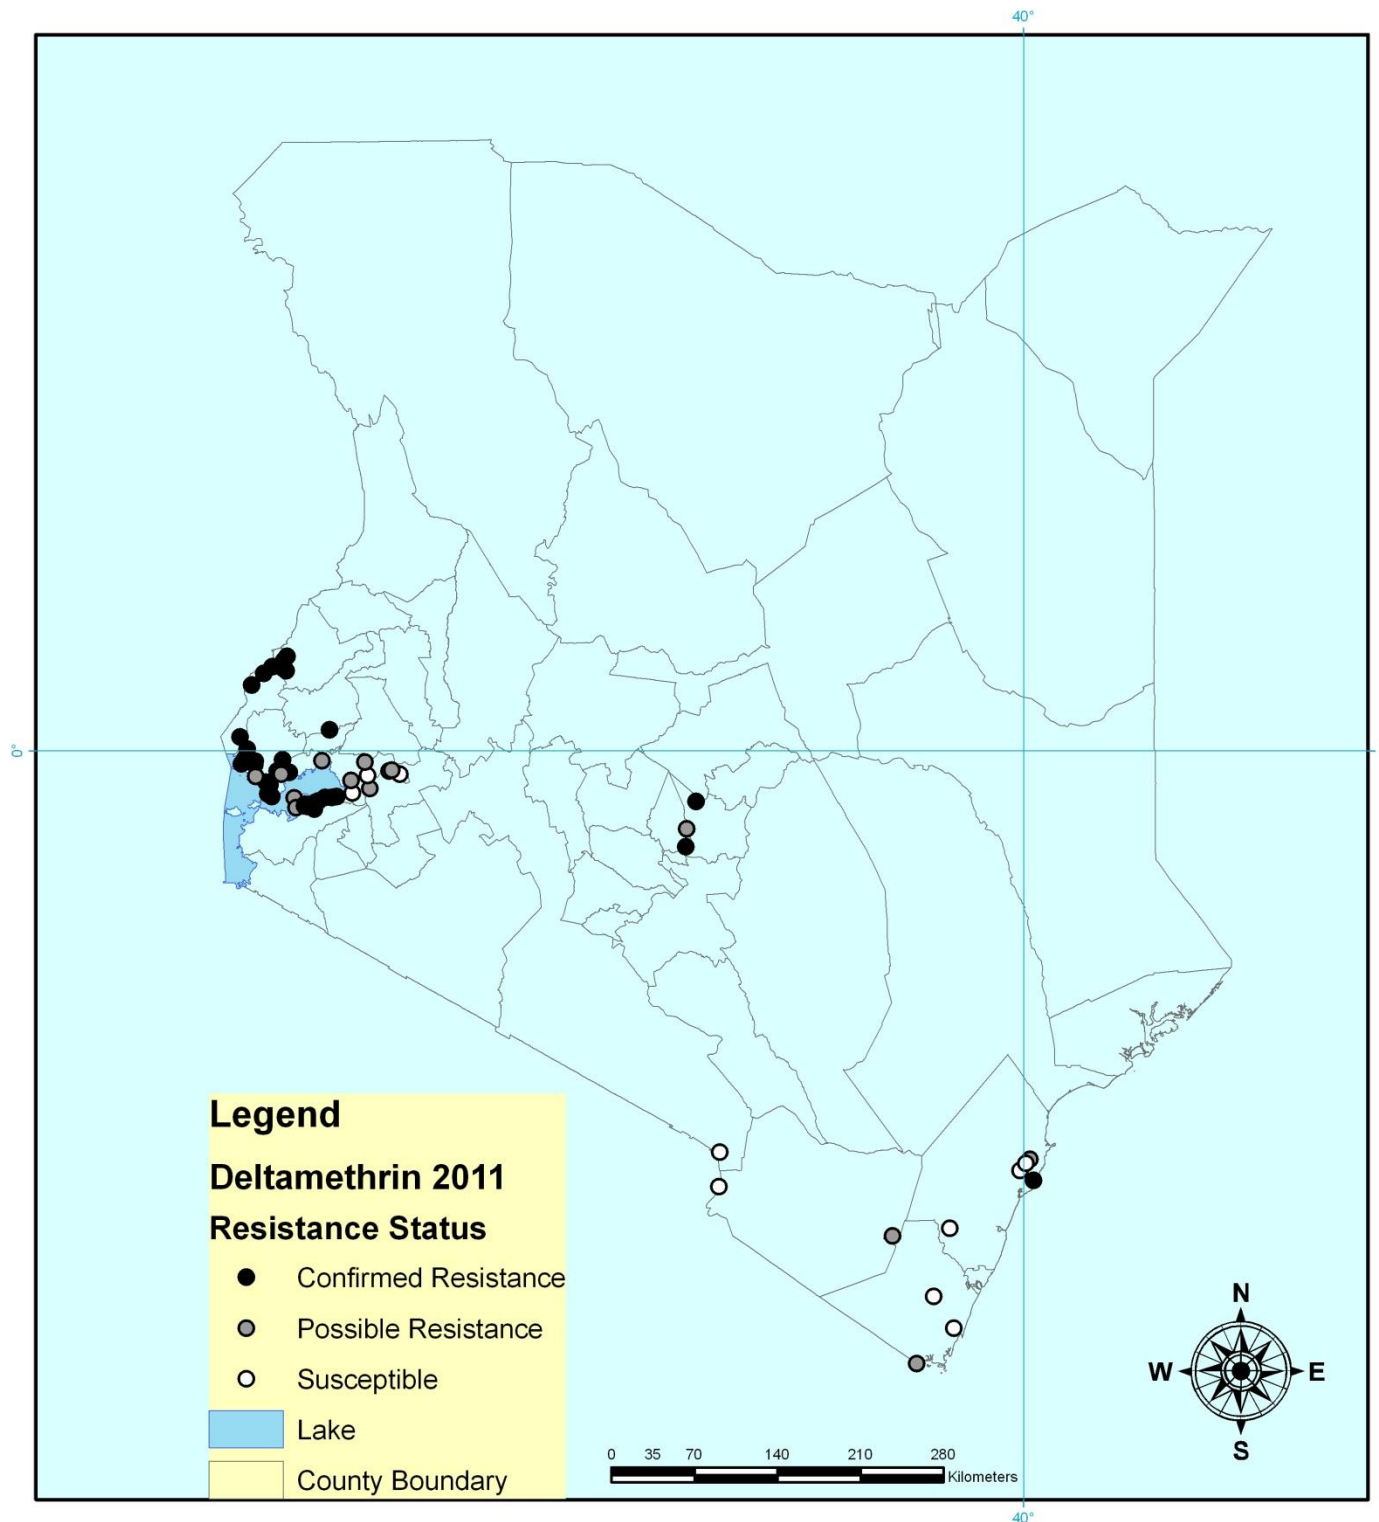 40°
0°
Legend
Deltamethrin 2011
Resistance Status
Confirmed Resistance
Possible Resistance
Susceptible
Lake
County Boundary
0 35 70 140 210 280
Kilometers
N
W E
S
40°